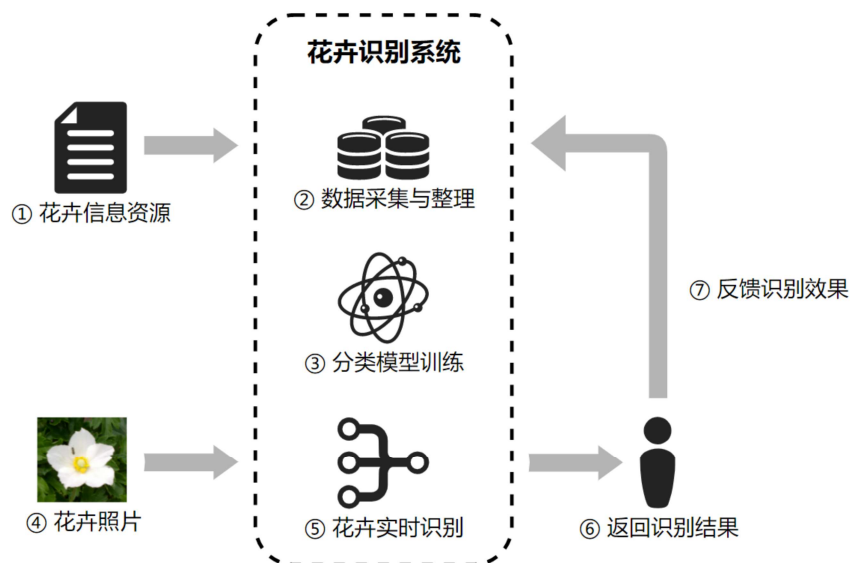 花卉识别系统
① 花卉信息资源
② 数据采集与整理
③ 分类模型训练
④ 花卉照片
⑤ 花卉实时识别
⑥ 返回识别结果
⑦ 反馈识别效果